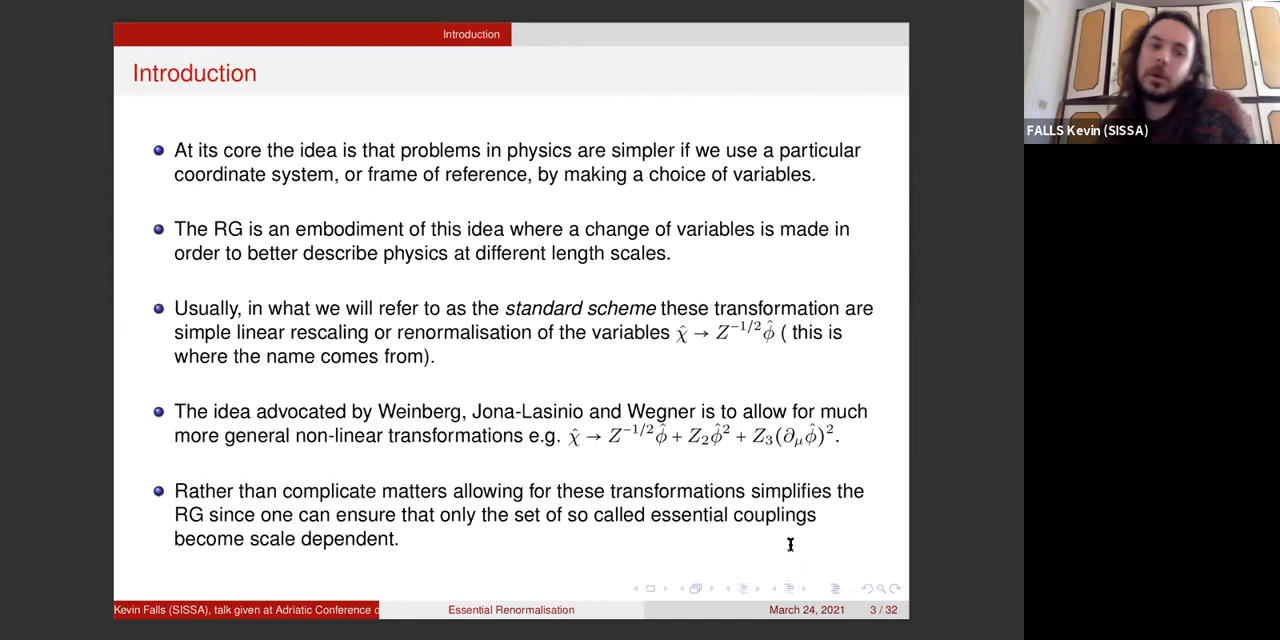 Introduction
Introduction
At its core the idea is that problems in physics are simpler if we use a particular
coordinate system, or frame of reference, by making a choice of variables.
The RG is an embodiment of this idea where a change of variables is made in
order to better describe physics at different length scales.
Usually, in what we will refer to as the standard scheme these transformation are
simple linear rescaling or renormalisation of the variables χ̂ → Z^{-1/2}φ̂ ( this is
where the name comes from).
The idea advocated by Weinberg, Jona-Lasinio and Wegner is to allow for much
more general non-linear transformations e.g. χ̂ → Z^{-1/2}φ̂ + Z₂φ̂² + Z₃(∂_μφ̂)².
Rather than complicate matters allowing for these transformations simplifies the
RG since one can ensure that only the set of so called essential couplings
become scale dependent.
Kevin Falls (SISSA), talk given at Adriatic Conference o
Essential Renormalisation
March 24, 2021
3 / 32
FALLS Kevin (SISSA)